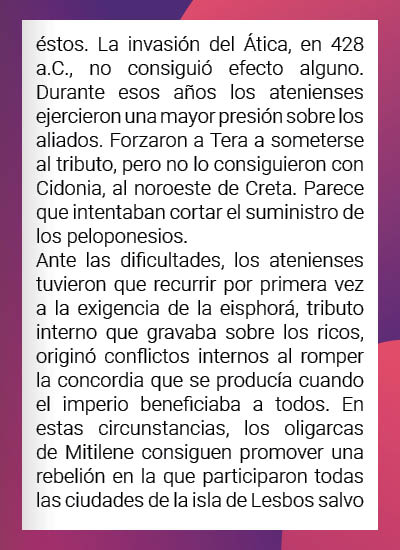 éstos. La invasión del Ática, en 428
a.C., no consiguió efecto alguno.
Durante esos años los atenienses
ejercieron una mayor presión sobre los
aliados. Forzaron a Tera a someterse
al tributo, pero no lo consiguieron con
Cidonia, al noroeste de Creta. Parece
que intentaban cortar el suministro de
los peloponesios.
Ante las dificultades, los atenienses
tuvieron que recurrir por primera vez
a la exigencia de la eisphorá, tributo
interno que gravaba sobre los ricos,
originó conflictos internos al romper
la concordia que se producía cuando
el imperio beneficiaba a todos. En
estas circunstancias, los oligarcas
de Mitilene consiguen promover una
rebelión en la que participaron todas
las ciudades de la isla de Lesbos salvo